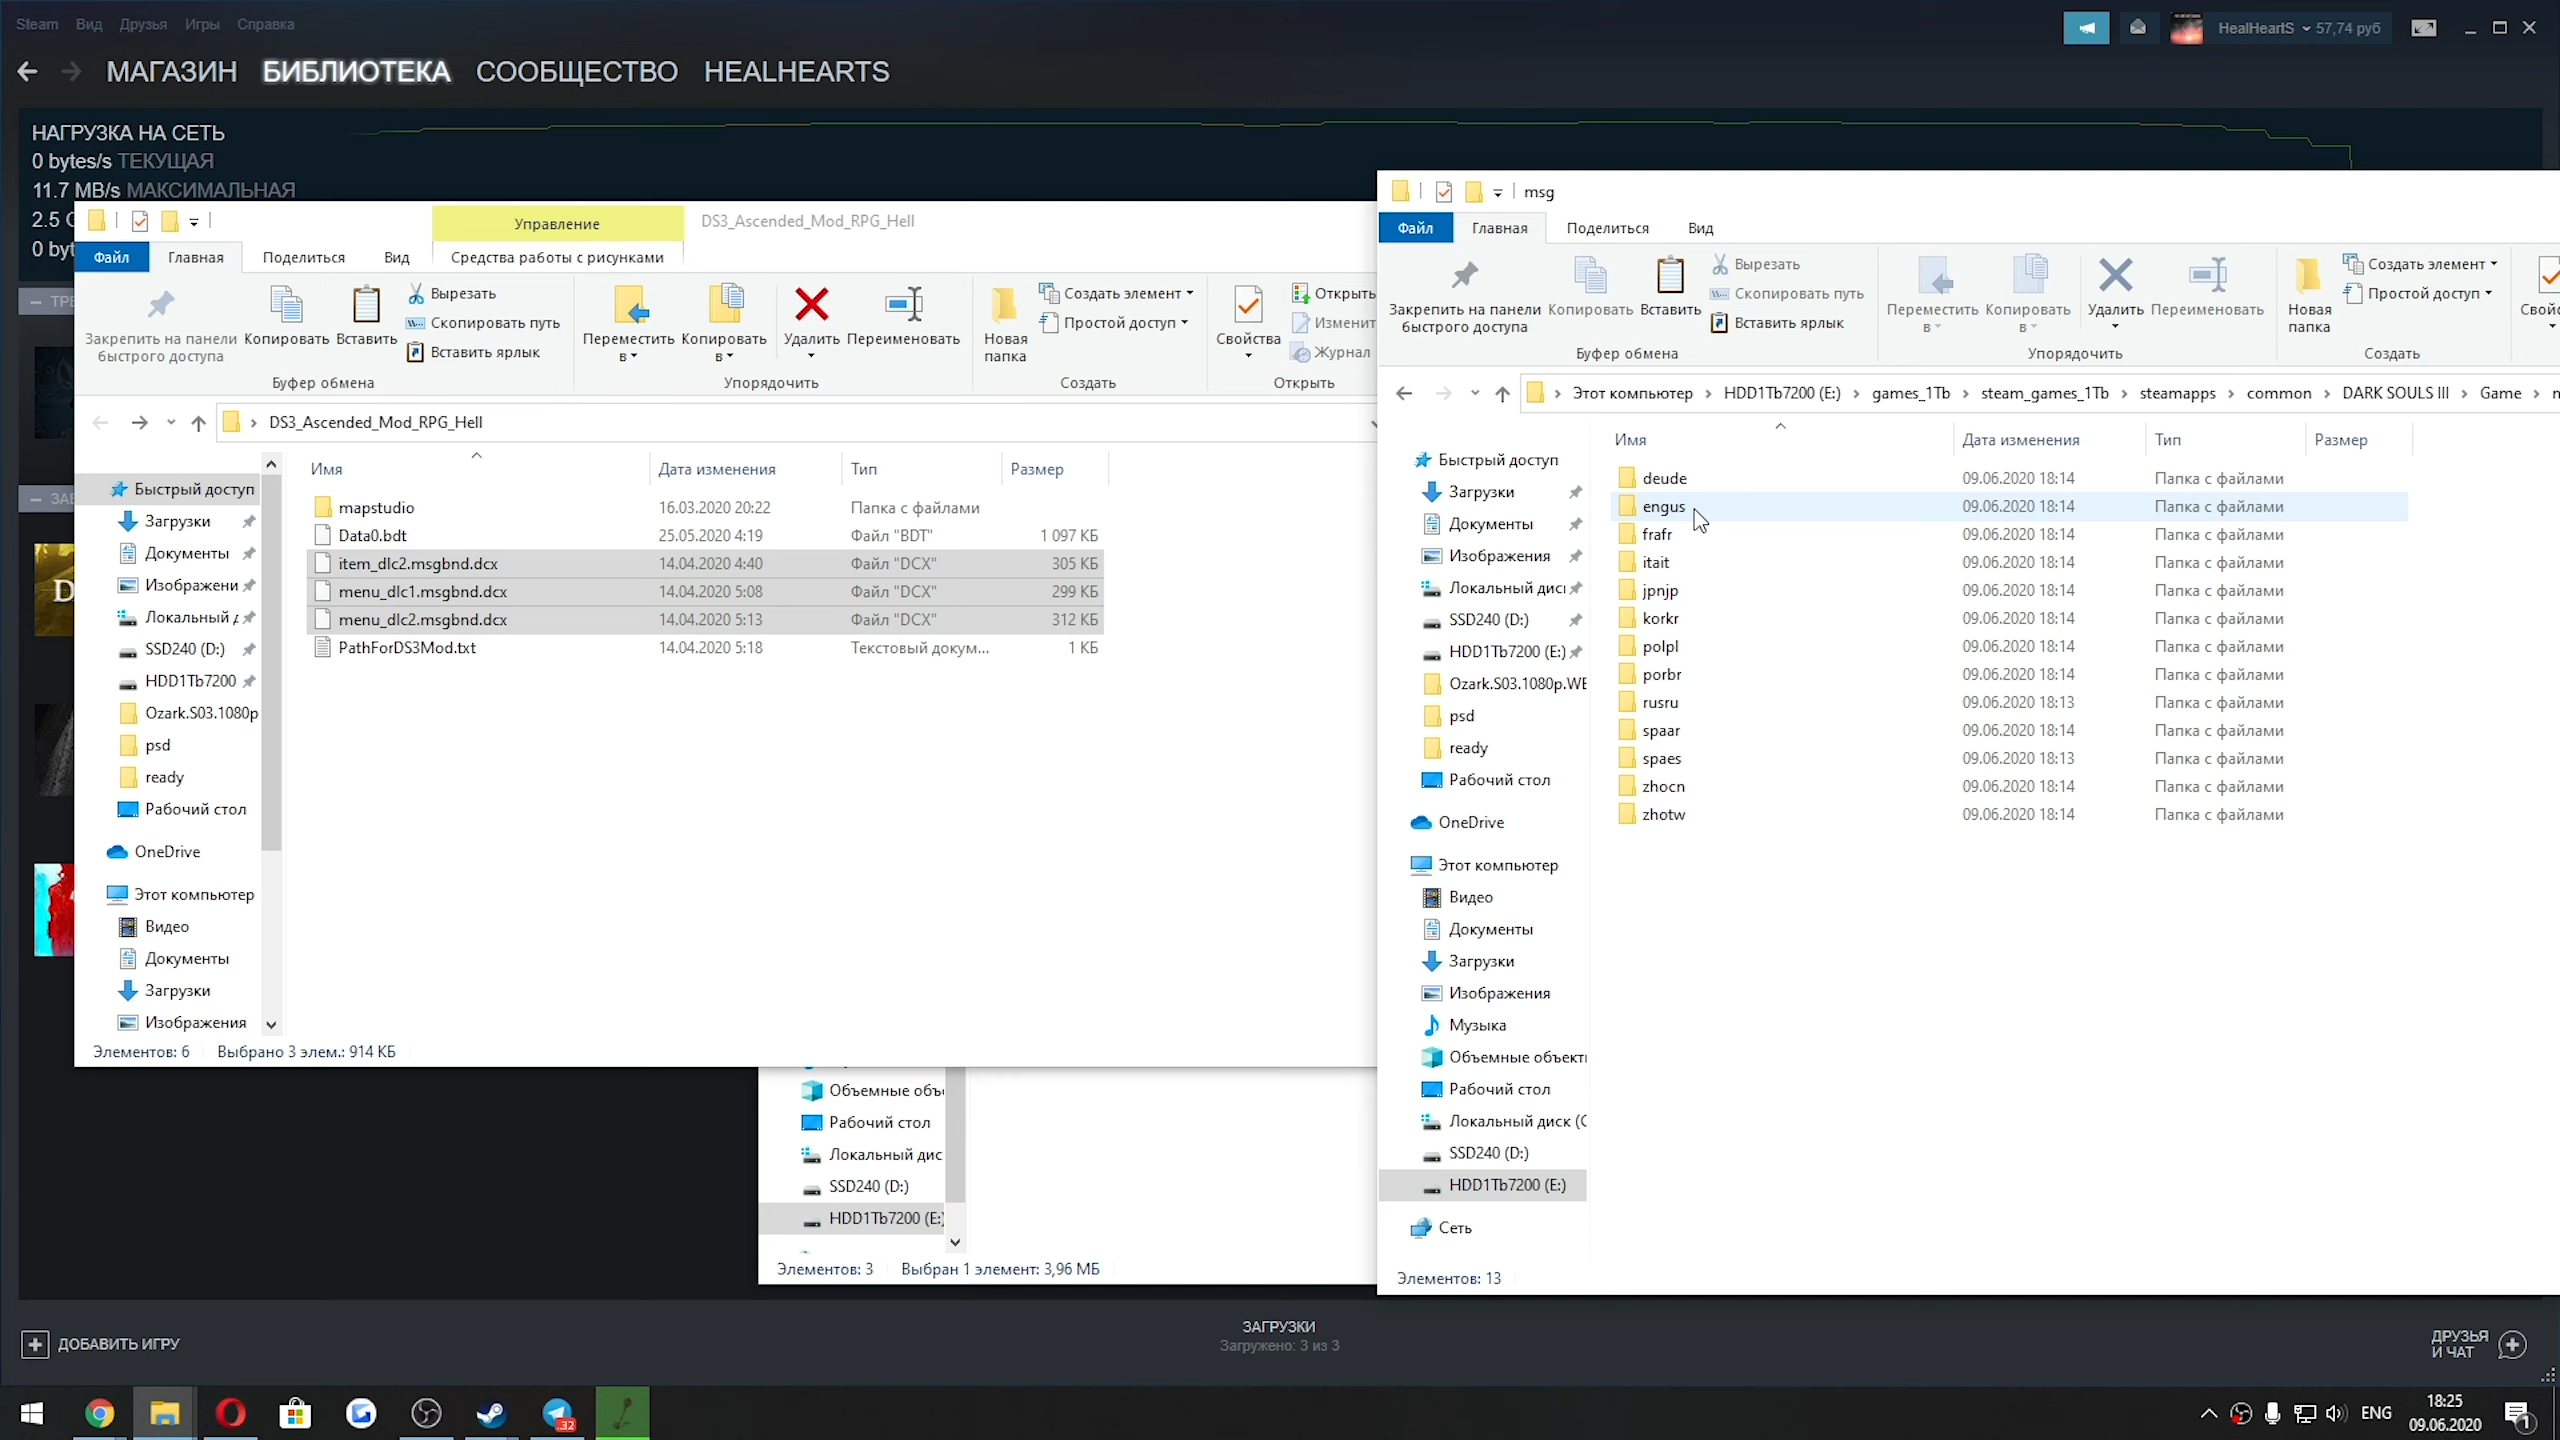 Steam Вид Друзья Игры Справка
HealHeartS 57,74 руб
МАГАЗИН БИБЛИОТЕКА СООБЩЕСТВО HEALHEARTS
НАГРУЗКА НА СЕТЬ
0 bytes/s ТЕКУЩАЯ
11.7 MB/s МАКСИМАЛЬНАЯ
Управление
DS3_Ascended_Mod_RPG_Hell
Файл Главная Поделиться Вид Средства работы с рисунками
Закрепить на панели быстрого доступа
Копировать
Вставить
Вырезать
Скопировать путь
Вставить ярлык
Буфер обмена
Переместить в
Копировать в
Удалить
Переименовать
Упорядочить
Новая папка
Создать элемент
Простой доступ
Создать
Свойства
Открыть
Журнал
Открыть
DS3_Ascended_Mod_RPG_Hell
Быстрый доступ
Загрузки
Документы
SSD240 (D:)
HDD1Tb7200
Ozark.S03.1080p
psd
ready
Рабочий стол
OneDrive
Этот компьютер
Видео
Документы
Загрузки
Изображения
Имя Дата изменения Тип Размер
mapstudio 16.03.2020 20:22 Папка с файлами
Data0.bdt 25.05.2020 4:19 Файл "BDT" 1 097 КБ
item_dlc2.msgbnd.dcx 14.04.2020 4:40 Файл "DCX" 305 КБ
menu_dlc1.msgbnd.dcx 14.04.2020 5:08 Файл "DCX" 299 КБ
menu_dlc2.msgbnd.dcx 14.04.2020 5:13 Файл "DCX" 312 КБ
PathForDS3Mod.txt 14.04.2020 5:18 Текстовый докум... 1 КБ
Элементов: 6 Выбрано 3 элем.: 914 КБ
Рабочий стол
SSD240 (D:)
HDD1Tb7200 (E:)
Элементов: 3 Выбран 1 элемент: 3,96 МБ
msg
Файл Главная Поделиться Вид
Закрепить на панели быстрого доступа
Копировать
Вставить
Вырезать
Скопировать путь
Вставить ярлык
Буфер обмена
Переместить в
Копировать в
Удалить
Переименовать
Упорядочить
Новая папка
Создать элемент
Простой доступ
Создать
Этот компьютер HDD1Tb7200 (E:) games_1Tb steam_games_1Tb steamapps common DARK SOULS III Game
Быстрый доступ
Загрузки
Документы
Изображения
SSD240 (D:)
HDD1Tb7200 (E:)
Ozark.S03.1080p.WE
psd
ready
Рабочий стол
OneDrive
Этот компьютер
Видео
Документы
Загрузки
Изображения
Музыка
Рабочий стол
Локальный диск (C
SSD240 (D:)
HDD1Tb7200 (E:)
Сеть
Имя Дата изменения Тип Размер
deude 09.06.2020 18:14 Папка с файлами
engus 09.06.2020 18:14 Папка с файлами
frafr 09.06.2020 18:14 Папка с файлами
itait 09.06.2020 18:14 Папка с файлами
jpnjp 09.06.2020 18:14 Папка с файлами
korkr 09.06.2020 18:14 Папка с файлами
polpl 09.06.2020 18:14 Папка с файлами
porbr 09.06.2020 18:14 Папка с файлами
rusru 09.06.2020 18:13 Папка с файлами
spaar 09.06.2020 18:14 Папка с файлами
spaes 09.06.2020 18:13 Папка с файлами
zhocn 09.06.2020 18:14 Папка с файлами
zhotw 09.06.2020 18:14 Папка с файлами
Элементов: 13
ДОБАВИТЬ ИГРУ
ЗАГРУЗКИ
Загружено: 3 из 3
ДРУЗЬЯ И ЧАТ
32
ENG
18:25
09.06.2020
1